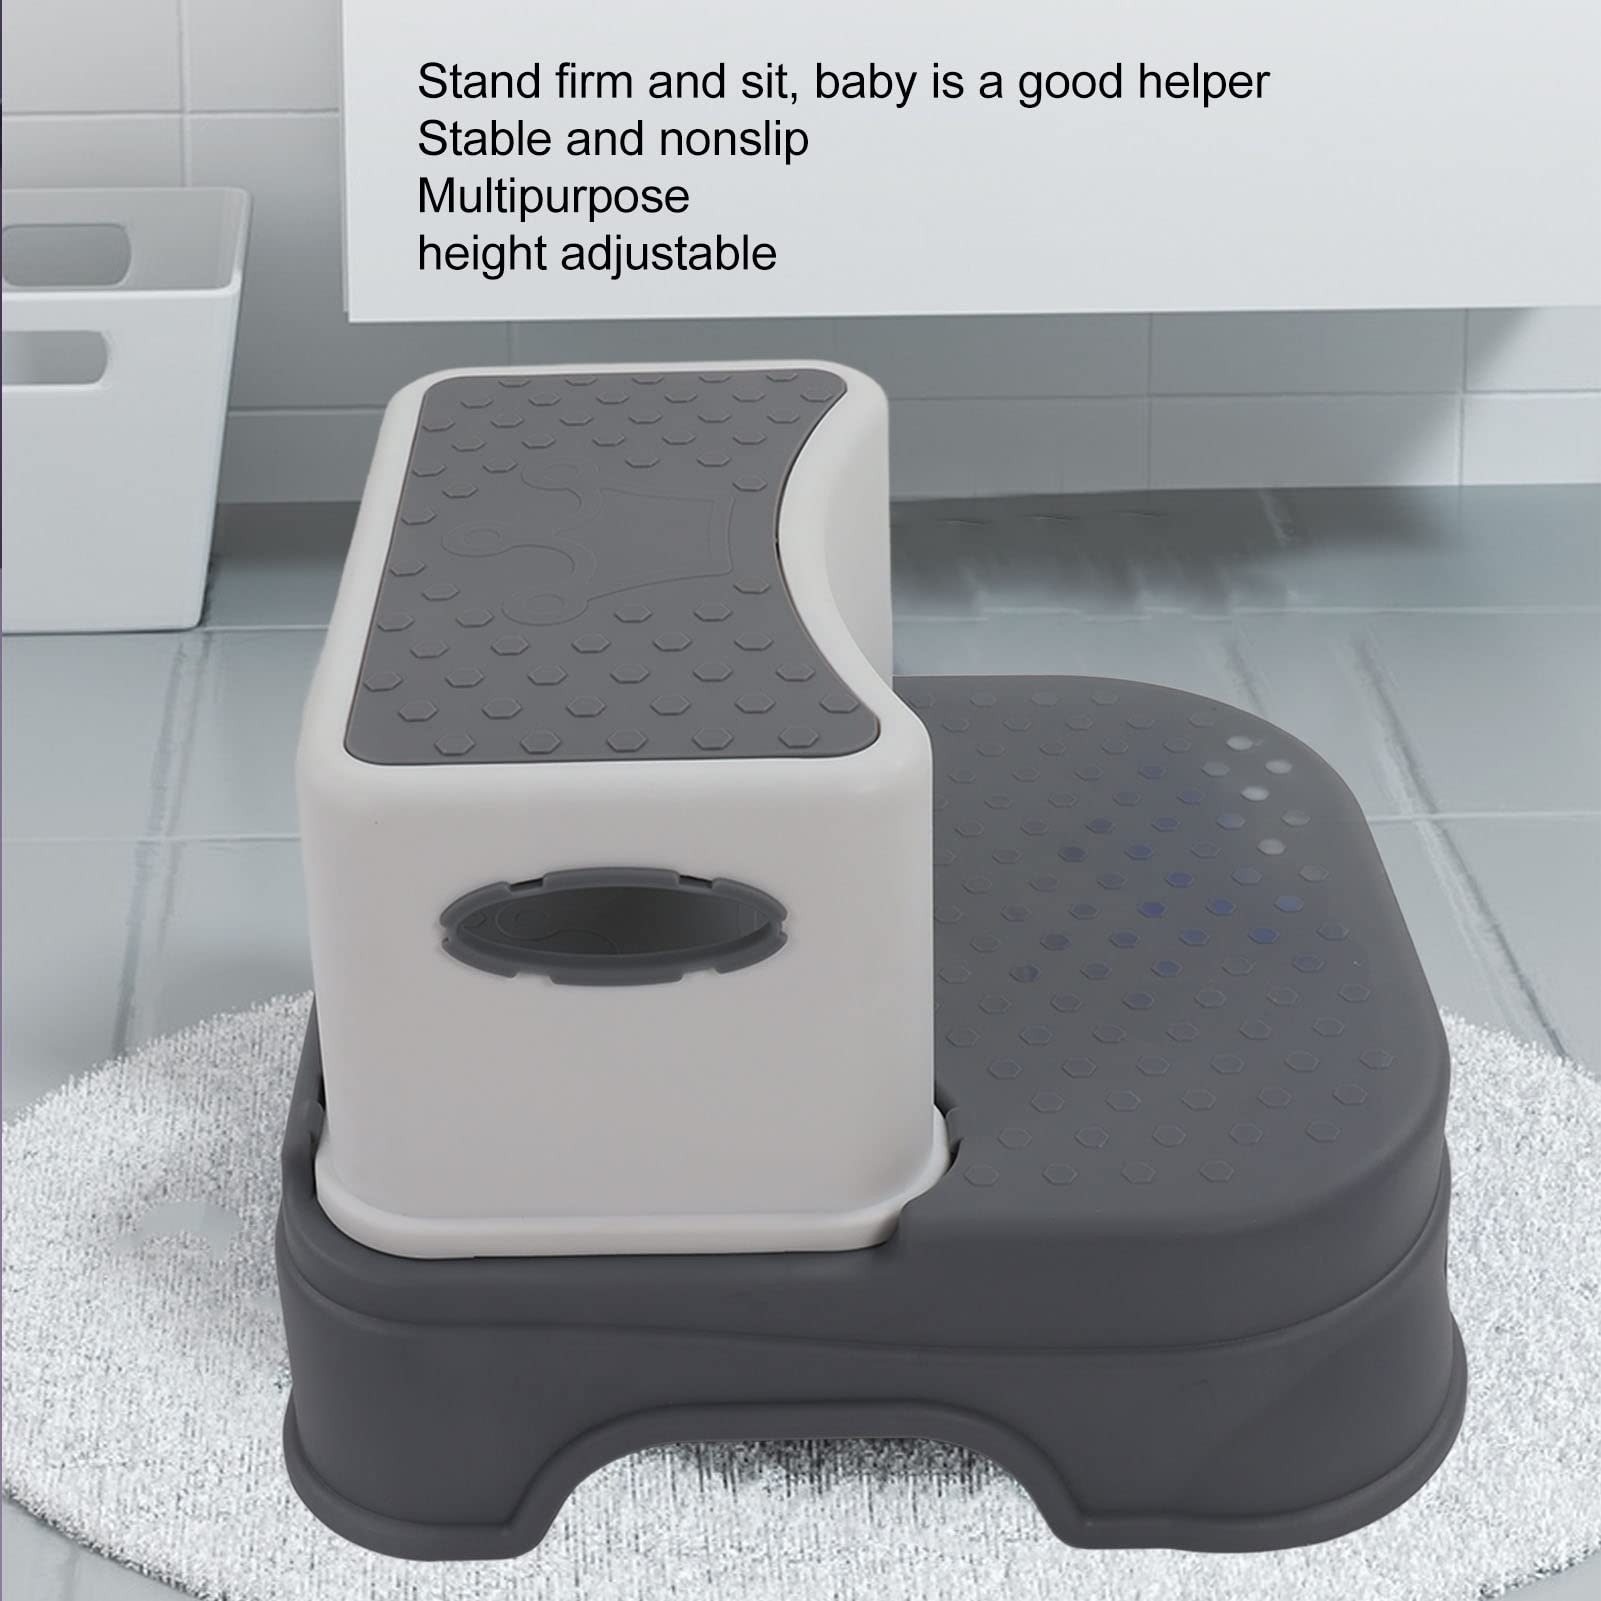 Stand firm and sit, baby is a good helper
Stable and nonslip
Multipurpose
height adjustable